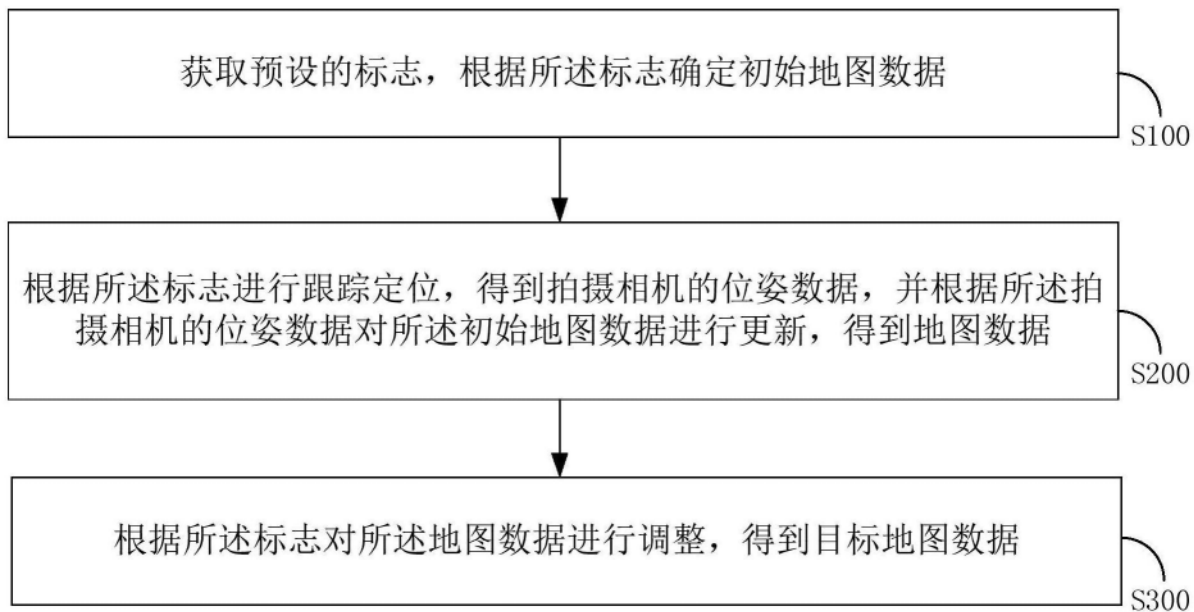 获取预设的标志，根据所述标志确定初始地图数据
S100
根据所述标志进行跟踪定位，得到拍摄相机的位姿数据，并根据所述拍
摄相机的位姿数据对所述初始地图数据进行更新，得到地图数据
S200
根据所述标志对所述地图数据进行调整，得到目标地图数据
S300